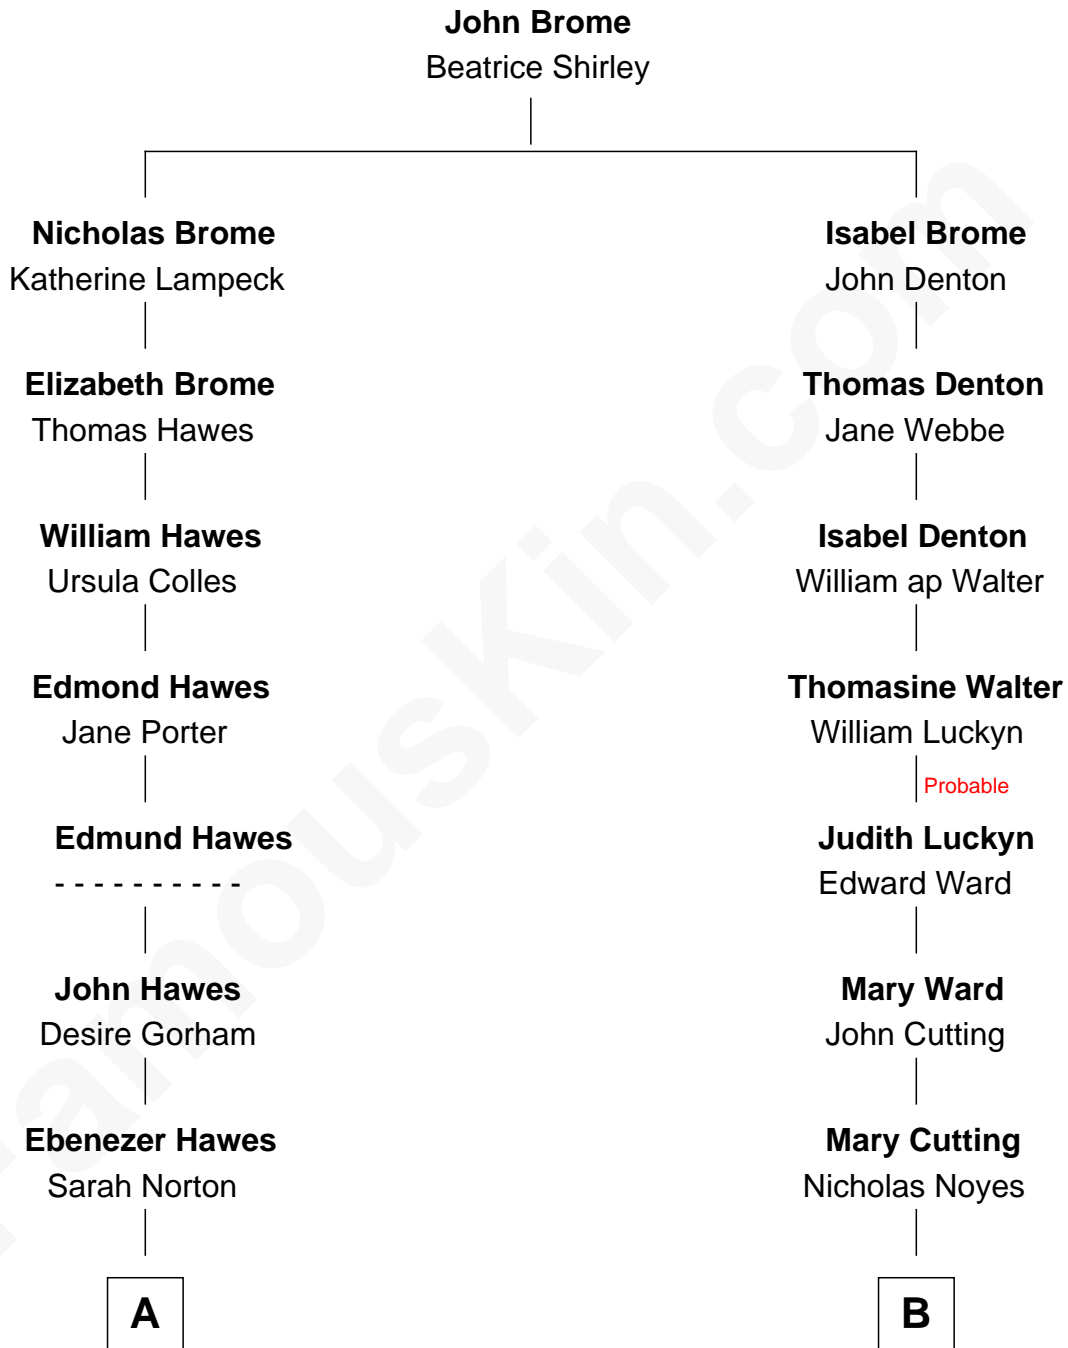 John Brome
Beatrice Shirley
Nicholas Brome
Katherine Lampeck
Isabel Brome
John Denton
Elizabeth Brome
Thomas Hawes
Thomas Denton
Jane Webbe
William Hawes
Ursula Colles
Isabel Denton
William ap Walter
Edmond Hawes
Jane Porter
Thomasine Walter
William Luckyn
Probable
Edmund Hawes
- - - - - - - - - -
Judith Luckyn
Edward Ward
John Hawes
Desire Gorham
Mary Ward
John Cutting
Ebenezer Hawes
Sarah Norton
Mary Cutting
Nicholas Noyes
A
B
FamousKin.com